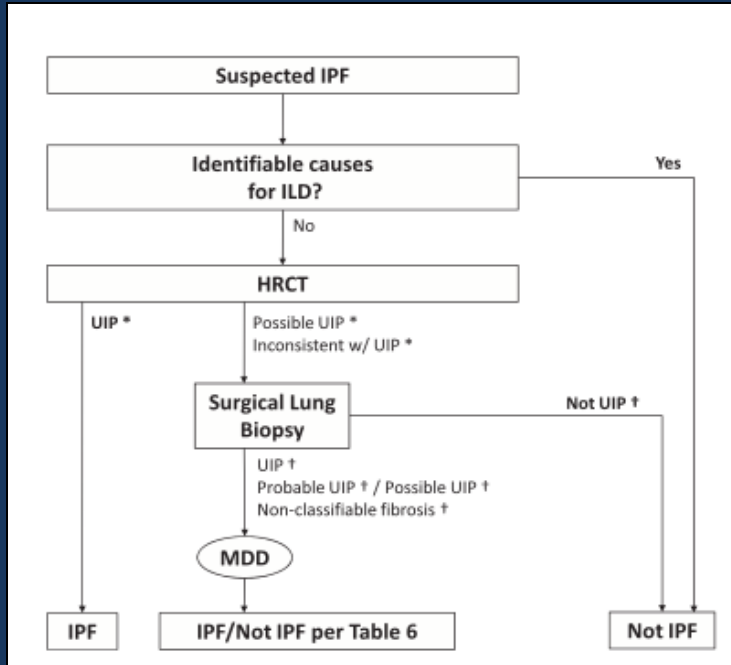 Suspected IPF
Identifiable causes
for ILD?
Yes
No
HRCT
UIP *
Possible UIP *
Inconsistent w/ UIP *
Surgical Lung
Biopsy
Not UIP †
UIP †
Probable UIP † / Possible UIP †
Non-classifiable fibrosis †
MDD
IPF
IPF/Not IPF per Table 6
Not IPF